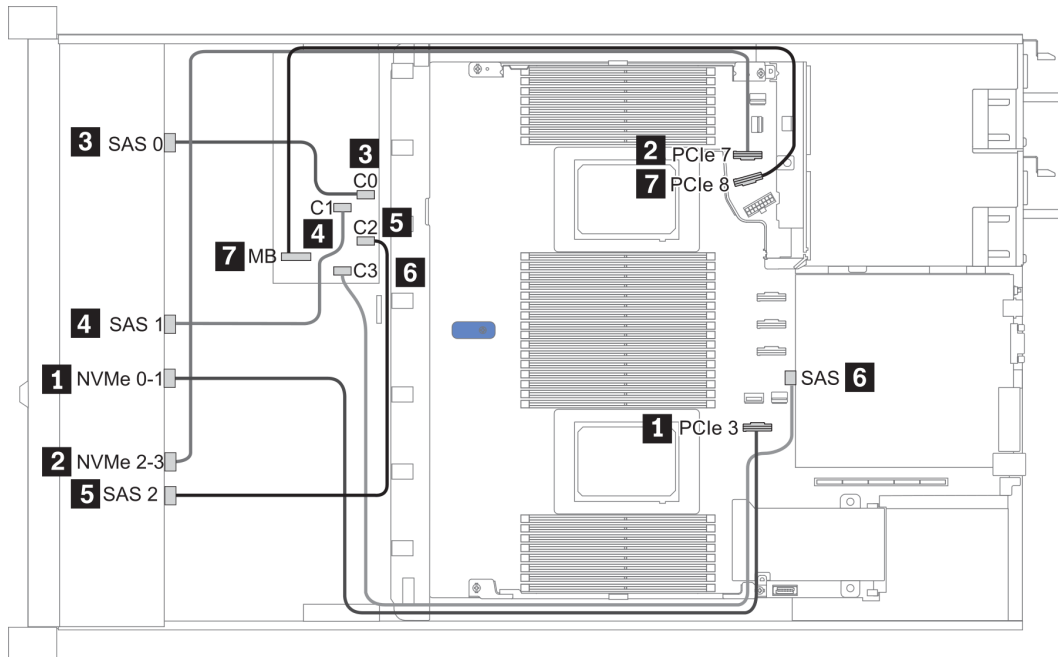 3 SAS 0
3
C0
C1
4
C2
5
7 MB
C3
6
4 SAS 1
1 NVMe 0-1
2 NVMe 2-3
5 SAS 2
2 PCIe 7
7 PCIe 8
SAS 6
1 PCIe 3